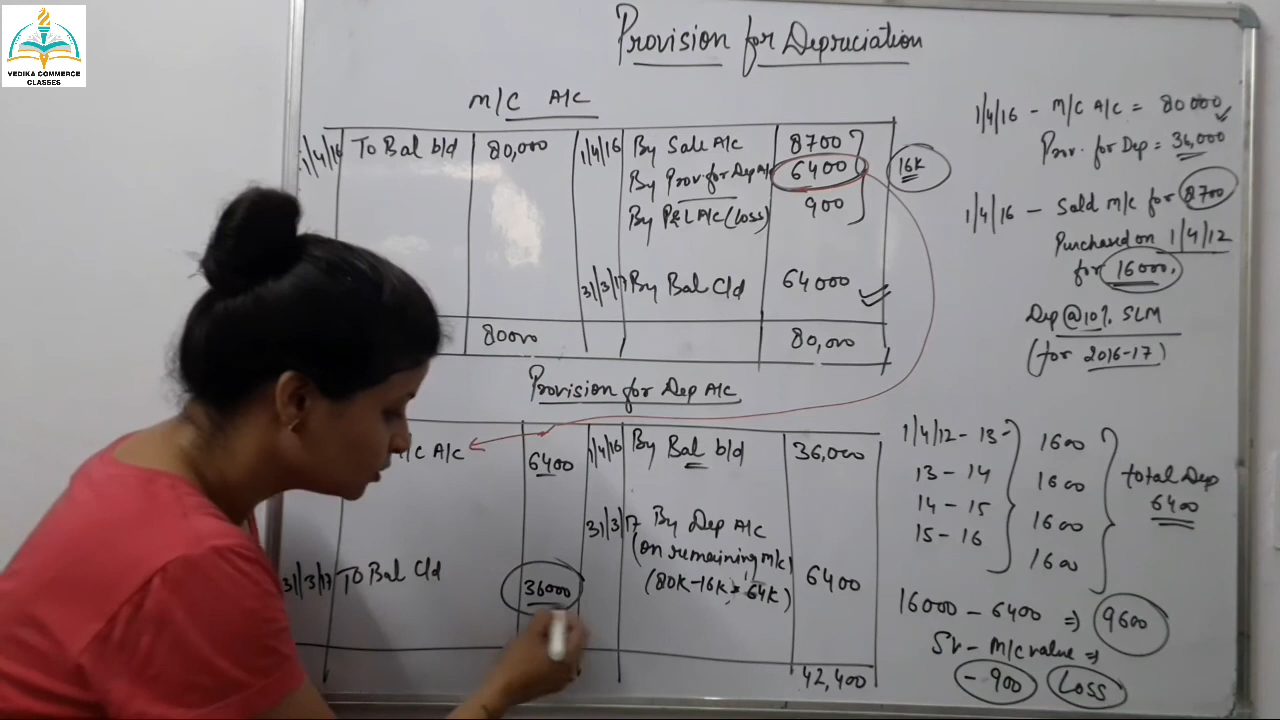 VEDIKA COMMERCE
CLASSES
Provision for Depreciation
M/C A/C
1/4/16 To Bal b/d 80,000 1/4/16 By Sale A/c 8700
By Prov. for Dep A/c 6400 16K
By P&L A/C (Loss) 900
31/3/17 By Bal C/d 64000
80000 80,000
1/4/16 - M/C A/C = 80000
Prov. for Dep = 36,000
1/4/16 - Sold m/c for 8700
Purchased on 1/4/12
for 16000.
Dep @10% SLM
(for 2016-17)
Provision for Dep A/C
/C A/C 6400 1/4/16 By Bal b/d 36,000
31/3/17 By Dep A/C
(on remaining m/c)
(80K-16K = 64K) 6400
31/3/17 To Bal C/d 36000
42,400
1/4/12 - 13 - 1600
13 - 14 1600
14 - 15 1600
15 - 16 1600
total Dep
6400
16000 - 6400 => 9600
SV - M/C value =>
- 900 Loss